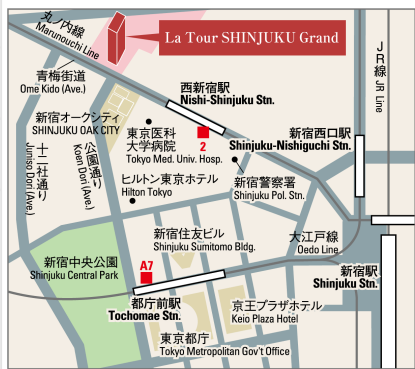 丸ノ内線
Marunouchi Line
La Tour SHINJUKU Grand
青梅街道
Ome Kido (Ave.)
西新宿駅
Nishi-Shinjuku Stn.
JR線 JR Line
新宿オークシティ
SHINJUKU OAK CITY
東京医科
大学病院
Tokyo Med. Univ. Hosp.
2
新宿西口駅
Shinjuku-Nishiguchi Stn.
十二社通り
Juniso Dori (Ave.)
公園通り
Koen Dori (Ave.)
ヒルトン東京ホテル
Hilton Tokyo
新宿警察署
Shinjuku Pol. Stn.
新宿住友ビル
Shinjuku Sumitomo Bldg.
大江戸線
Oedo Line
新宿中央公園
Shinjuku Central Park
A7
新宿駅
Shinjuku Stn.
都庁前駅
Tochomae Stn.
京王プラザホテル
Keio Plaza Hotel
東京都庁
Tokyo Metropolitan Gov't Office